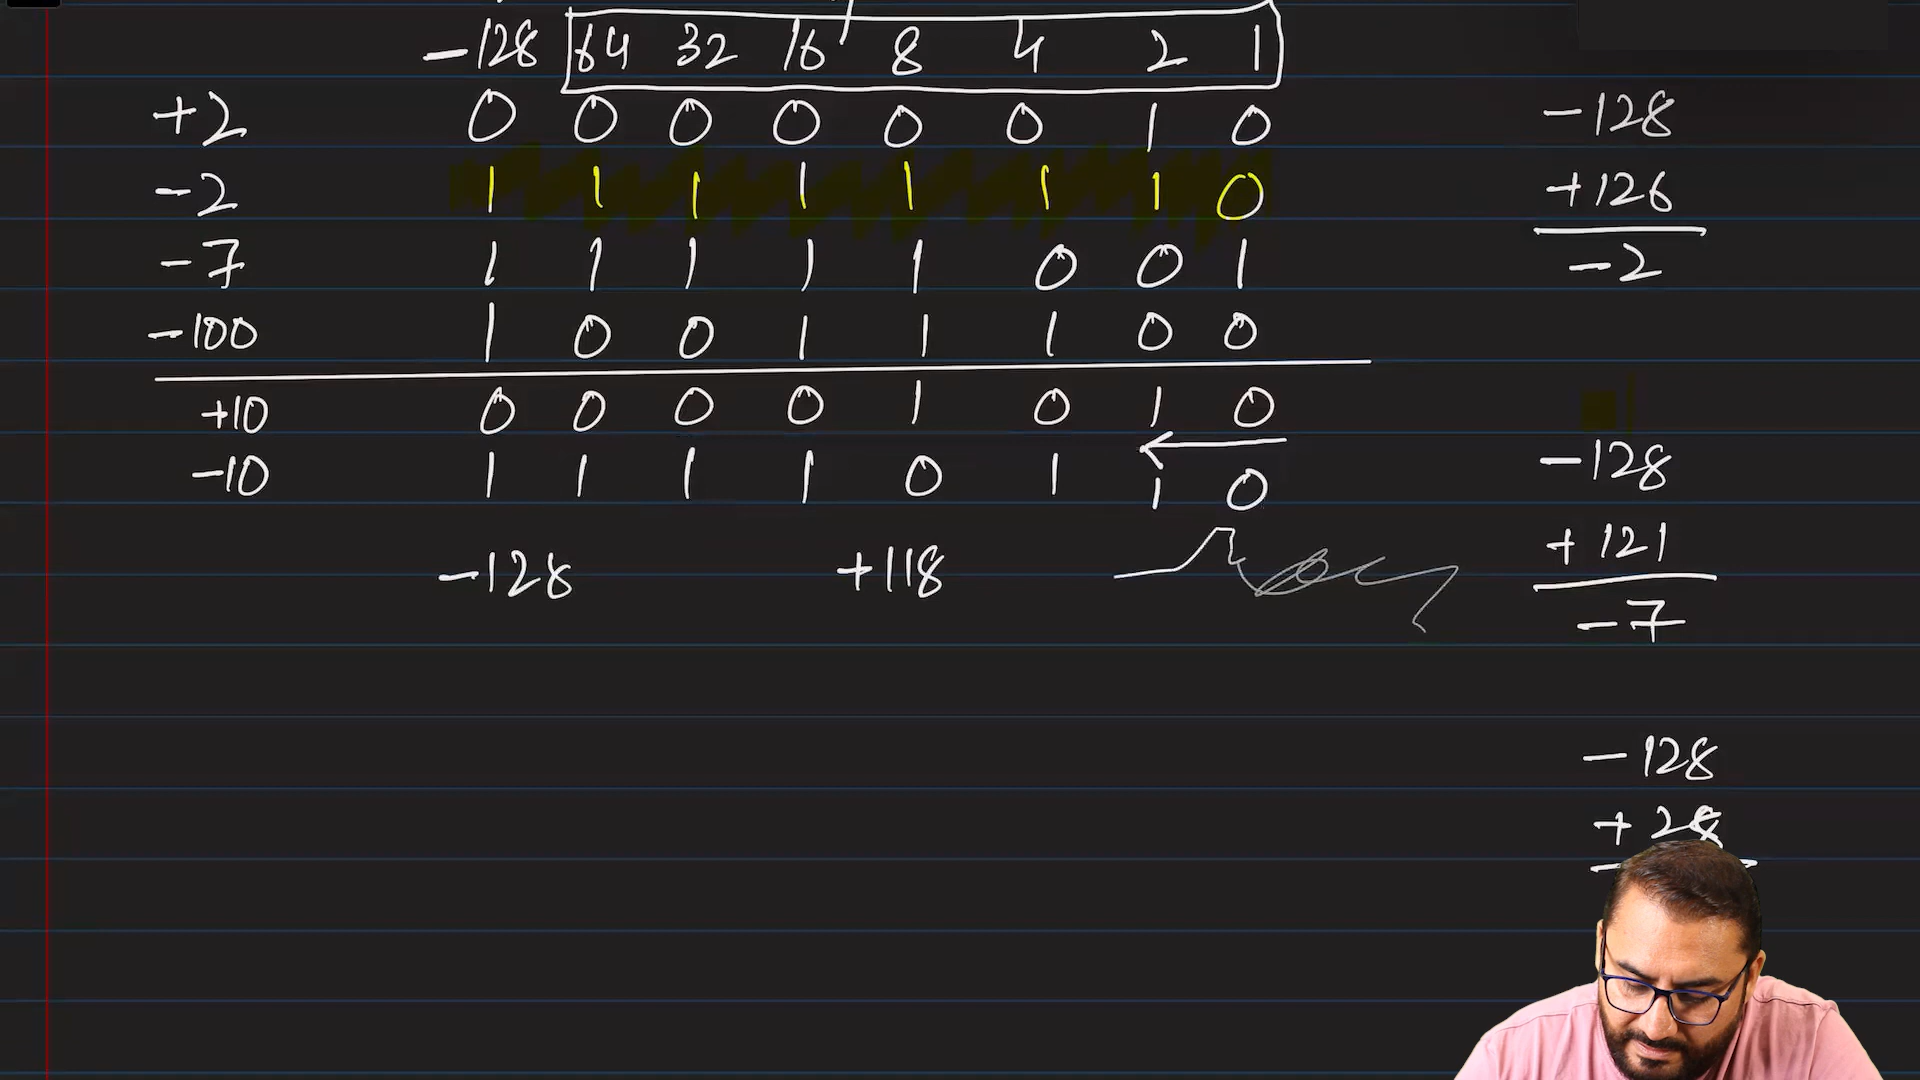 -128 64 32 16 8 4 2 1
+2 0 0 0 0 0 0 1 0
-2 1 1 1 1 1 1 1 0
-7 1 1 1 1 1 0 0 1
-100 1 0 0 1 1 1 0 0
+10 0 0 0 0 1 0 1 0
-10 1 1 1 1 0 1 1 0
-128 +118
-128
+126
-2
-128
+121
-7
-128
+28